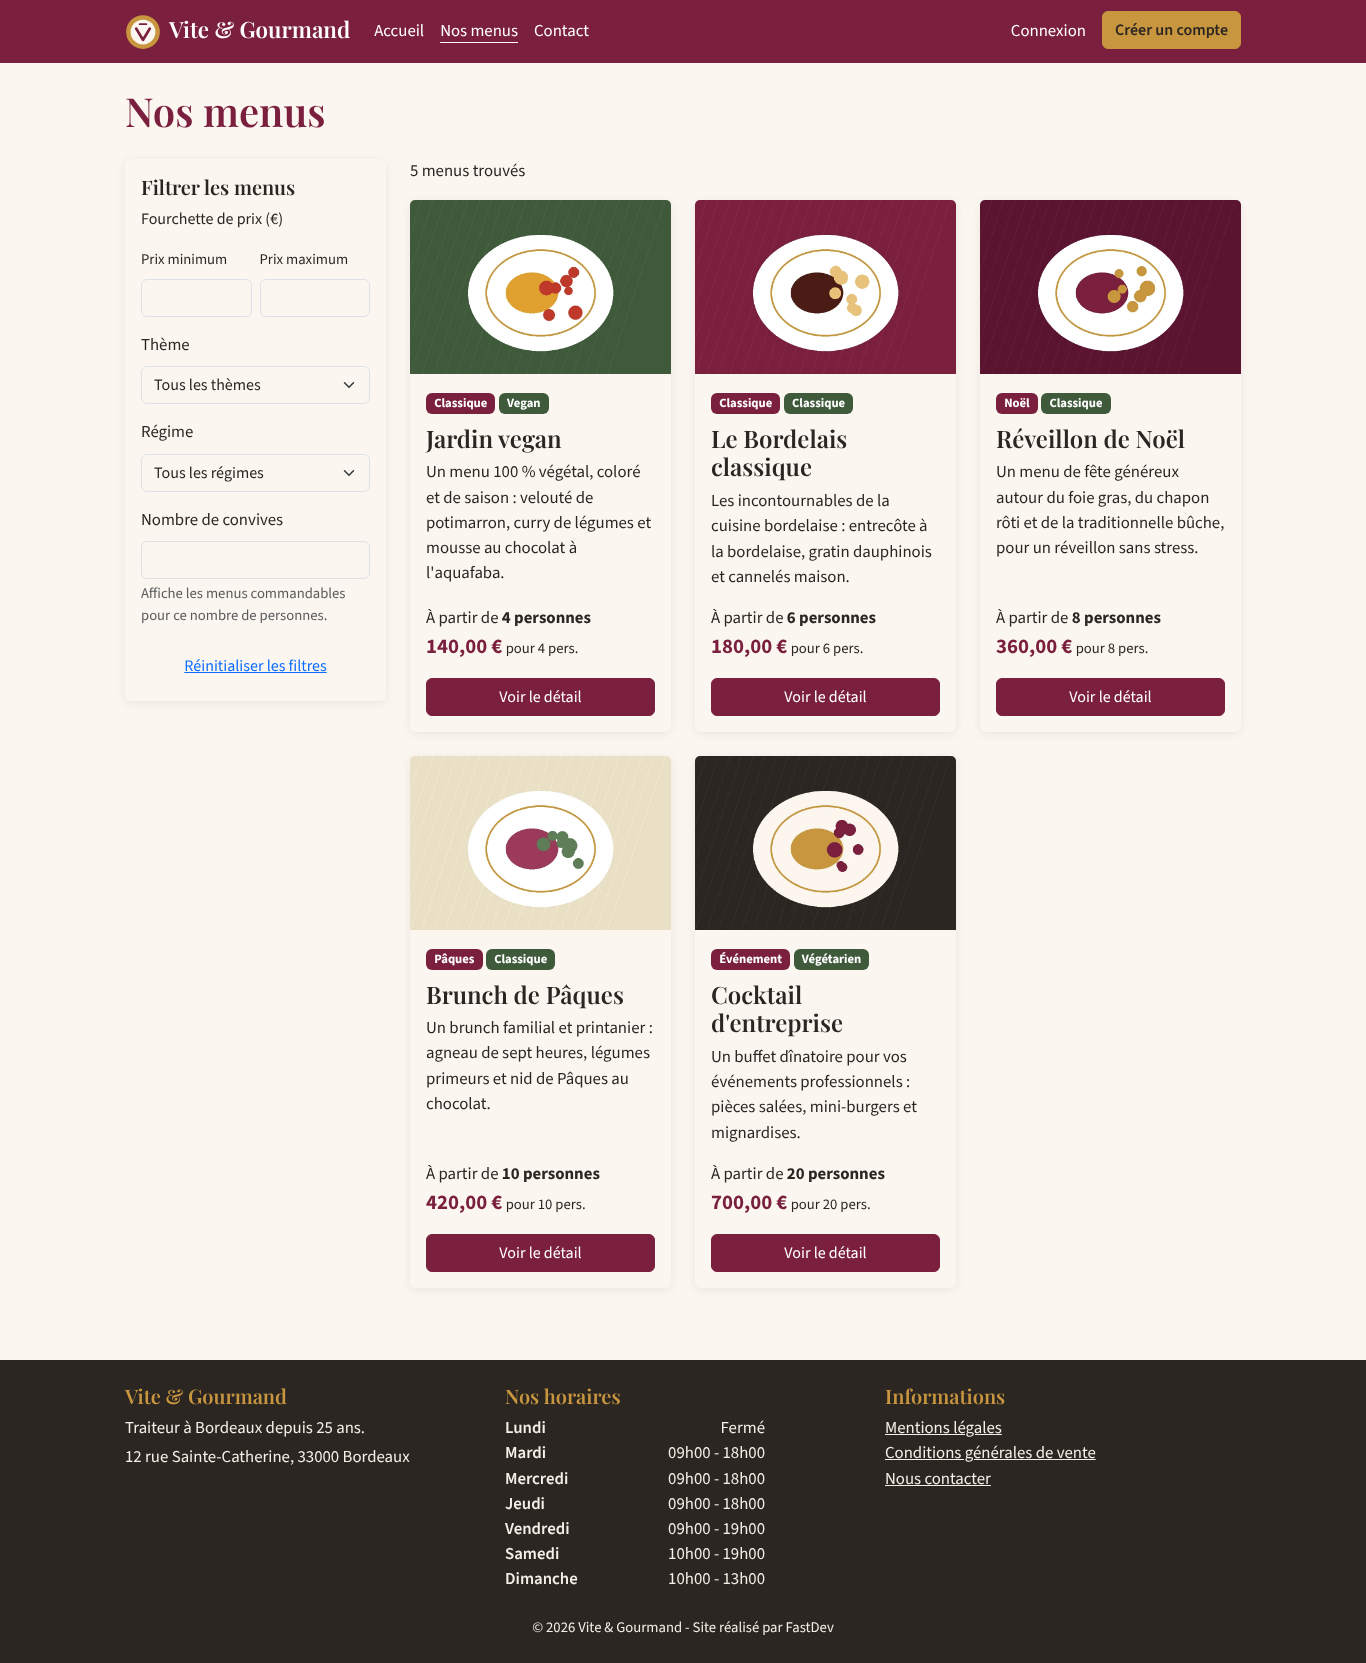 Vite & Gourmand
Accueil
Nos menus
Contact
Connexion
Créer un compte
Nos menus
Filtrer les menus
Fourchette de prix (€)
Prix minimum
Prix maximum
Thème
Tous les thèmes
Régime
Tous les régimes
Nombre de convives
Affiche les menus commandables
pour ce nombre de personnes.
Réinitialiser les filtres
5 menus trouvés
Classique
Vegan
Jardin vegan
Un menu 100 % végétal, coloré
et de saison : velouté de
potimarron, curry de légumes et
mousse au chocolat à
l'aquafaba.
À partir de 4 personnes
140,00 € pour 4 pers.
Voir le détail
Classique
Classique
Le Bordelais
classique
Les incontournables de la
cuisine bordelaise : entrecôte à
la bordelaise, gratin dauphinois
et cannelés maison.
À partir de 6 personnes
180,00 € pour 6 pers.
Voir le détail
Noël
Classique
Réveillon de Noël
Un menu de fête généreux
autour du foie gras, du chapon
rôti et de la traditionnelle bûche,
pour un réveillon sans stress.
À partir de 8 personnes
360,00 € pour 8 pers.
Voir le détail
Pâques
Classique
Brunch de Pâques
Un brunch familial et printanier :
agneau de sept heures, légumes
primeurs et nid de Pâques au
chocolat.
À partir de 10 personnes
420,00 € pour 10 pers.
Voir le détail
Événement
Végétarien
Cocktail
d'entreprise
Un buffet dînatoire pour vos
événements professionnels :
pièces salées, mini-burgers et
mignardises.
À partir de 20 personnes
700,00 € pour 20 pers.
Voir le détail
Vite & Gourmand
Traiteur à Bordeaux depuis 25 ans.
12 rue Sainte-Catherine, 33000 Bordeaux
Nos horaires
Lundi Fermé
Mardi 09h00 - 18h00
Mercredi 09h00 - 18h00
Jeudi 09h00 - 18h00
Vendredi 09h00 - 19h00
Samedi 10h00 - 19h00
Dimanche 10h00 - 13h00
Informations
Mentions légales
Conditions générales de vente
Nous contacter
© 2026 Vite & Gourmand - Site réalisé par FastDev